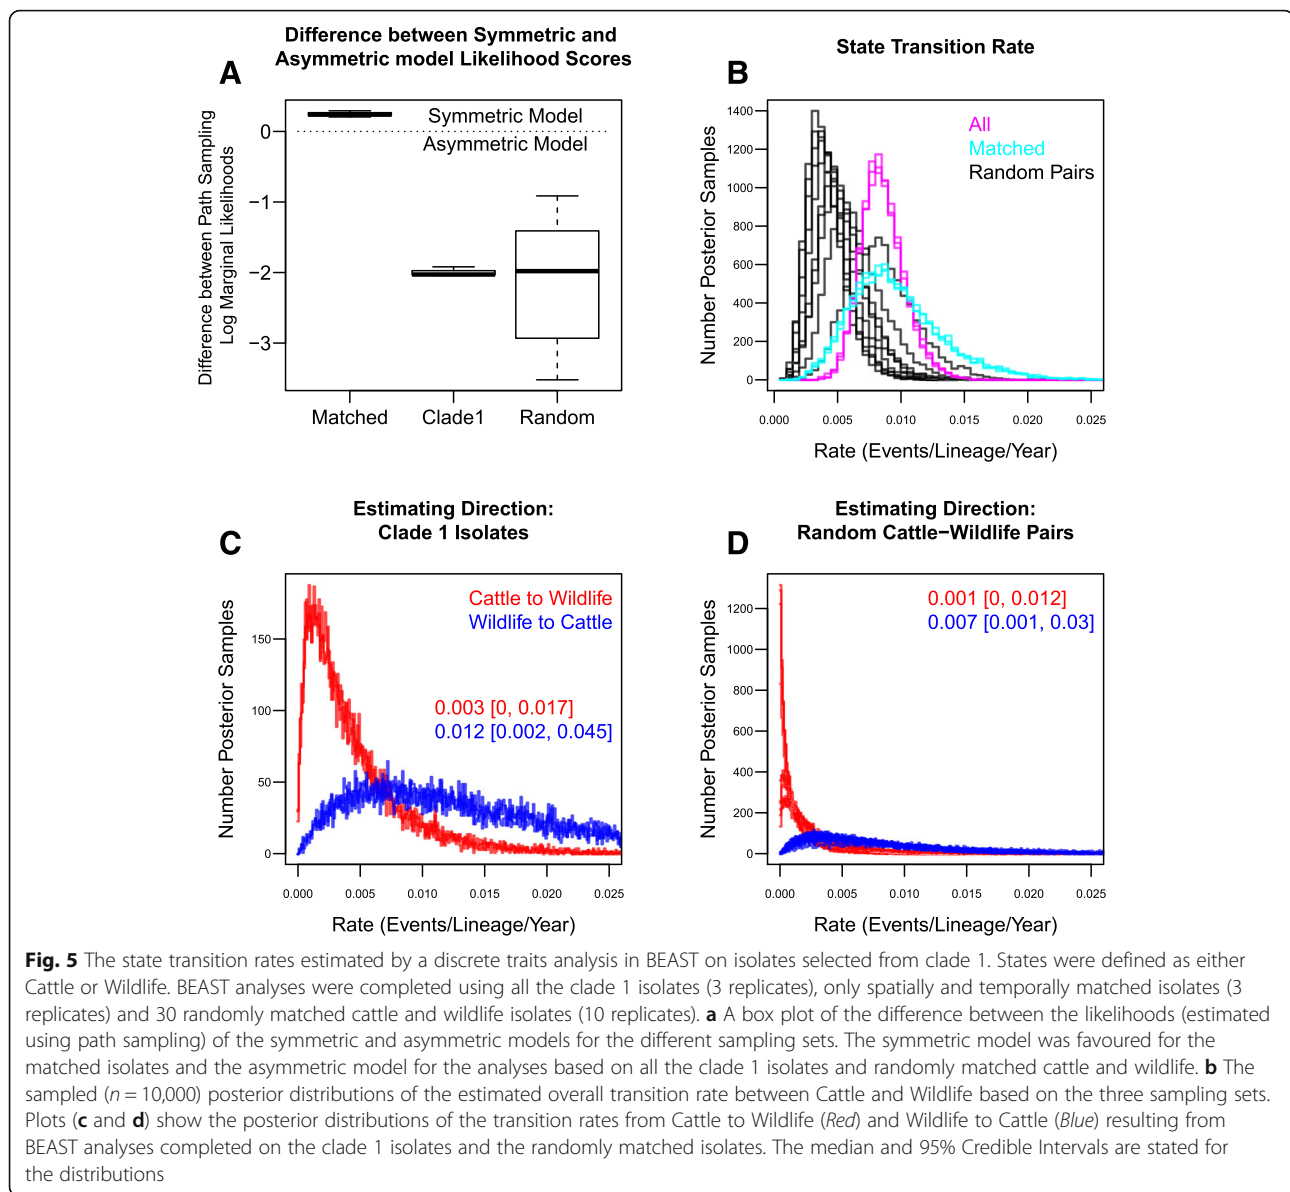 Difference between Symmetric and
Asymmetric model Likelihood Scores
A
Difference between Path Sampling
Log Marginal Likelihoods
0
−1
−2
−3
Symmetric Model
Asymmetric Model
Matched
Clade1
Random
State Transition Rate
B
Number Posterior Samples
1400
1200
1000
800
600
400
200
0
All
Matched
Random Pairs
0.000
0.005
0.010
0.015
0.020
0.025
Rate (Events/Lineage/Year)
Estimating Direction:
Clade 1 Isolates
C
Number Posterior Samples
150
100
50
0
Cattle to Wildlife
Wildlife to Cattle
0.003 [0, 0.017]
0.012 [0.002, 0.045]
0.000
0.005
0.010
0.015
0.020
0.025
Rate (Events/Lineage/Year)
Estimating Direction:
Random Cattle−Wildlife Pairs
D
Number Posterior Samples
1200
1000
800
600
400
200
0
0.001 [0, 0.012]
0.007 [0.001, 0.03]
0.000
0.005
0.010
0.015
0.020
0.025
Rate (Events/Lineage/Year)
Fig. 5 The state transition rates estimated by a discrete traits analysis in BEAST on isolates selected from clade 1. States were defined as either
Cattle or Wildlife. BEAST analyses were completed using all the clade 1 isolates (3 replicates), only spatially and temporally matched isolates (3
replicates) and 30 randomly matched cattle and wildlife isolates (10 replicates). a A box plot of the difference between the likelihoods (estimated
using path sampling) of the symmetric and asymmetric models for the different sampling sets. The symmetric model was favoured for the
matched isolates and the asymmetric model for the analyses based on all the clade 1 isolates and randomly matched cattle and wildlife. b The
sampled (n = 10,000) posterior distributions of the estimated overall transition rate between Cattle and Wildlife based on the three sampling sets.
Plots (c and d) show the posterior distributions of the transition rates from Cattle to Wildlife (Red) and Wildlife to Cattle (Blue) resulting from
BEAST analyses completed on the clade 1 isolates and the randomly matched isolates. The median and 95% Credible Intervals are stated for
the distributions